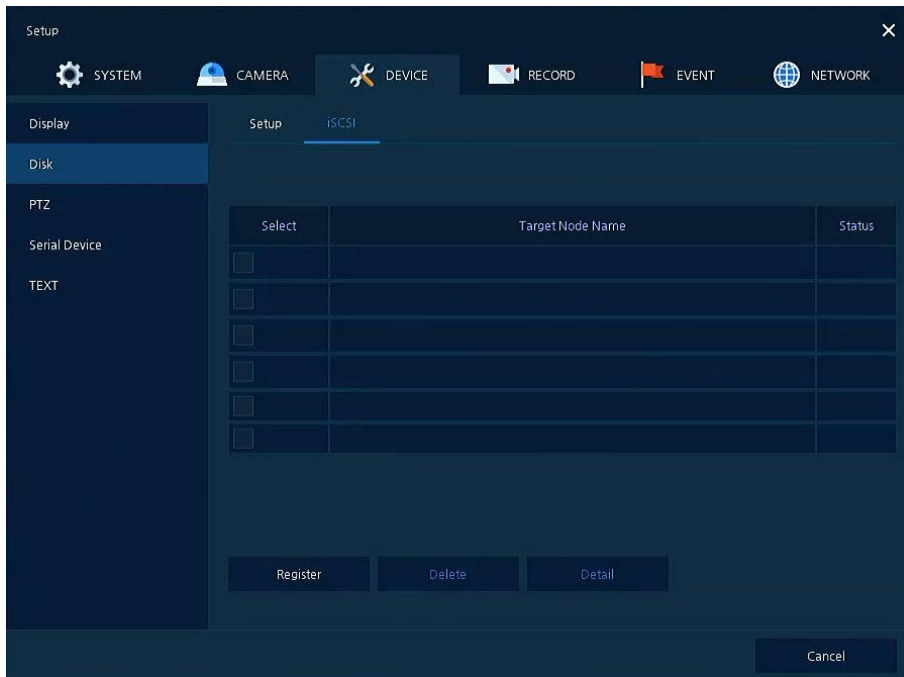 Setup
SYSTEM CAMERA DEVICE RECORD EVENT NETWORK
Display
Disk
PTZ
Serial Device
TEXT
Setup iSCSI
Select Target Node Name Status
Register Delete Detail
Cancel